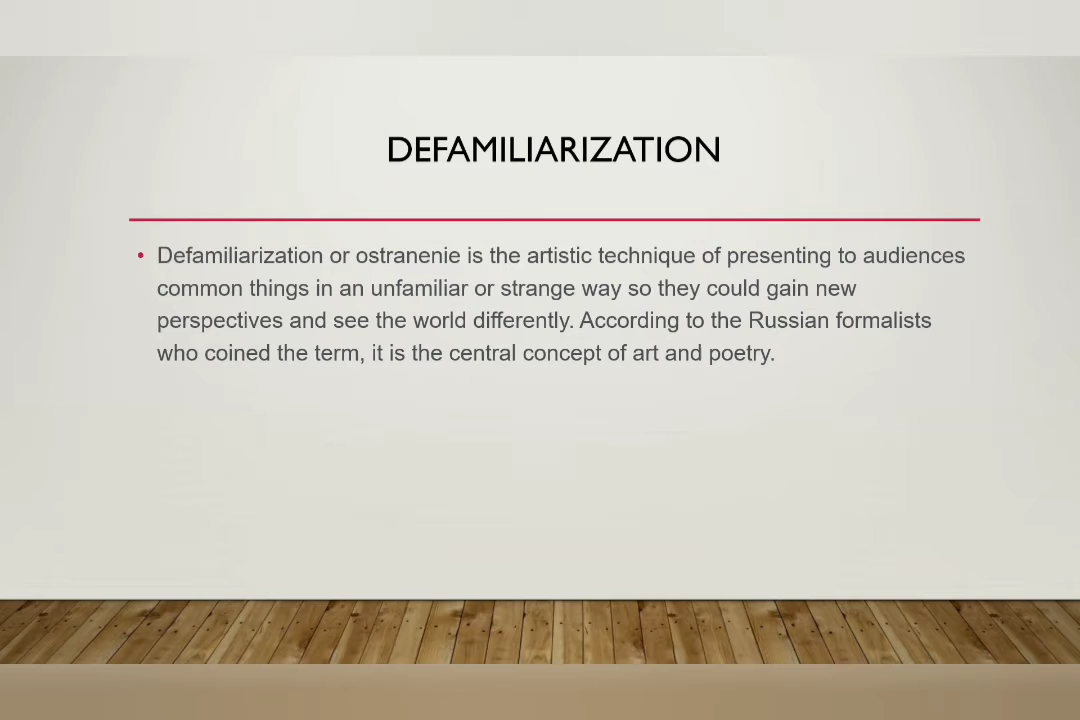 DEFAMILIARIZATION
• Defamiliarization or ostranenie is the artistic technique of presenting to audiences
common things in an unfamiliar or strange way so they could gain new
perspectives and see the world differently. According to the Russian formalists
who coined the term, it is the central concept of art and poetry.